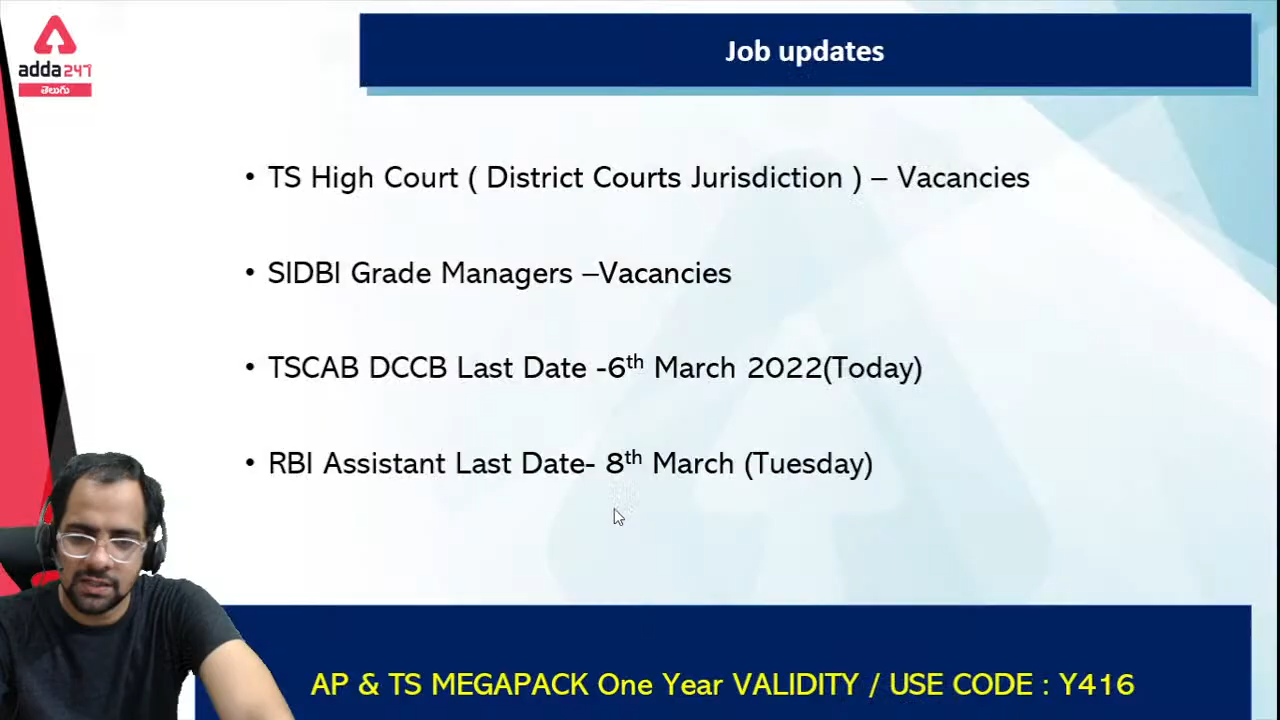 adda247
తెలుగు
Job updates
• TS High Court ( District Courts Jurisdiction ) – Vacancies
• SIDBI Grade Managers –Vacancies
• TSCAB DCCB Last Date -6th March 2022(Today)
• RBI Assistant Last Date- 8th March (Tuesday)
AP & TS MEGAPACK One Year VALIDITY / USE CODE : Y416